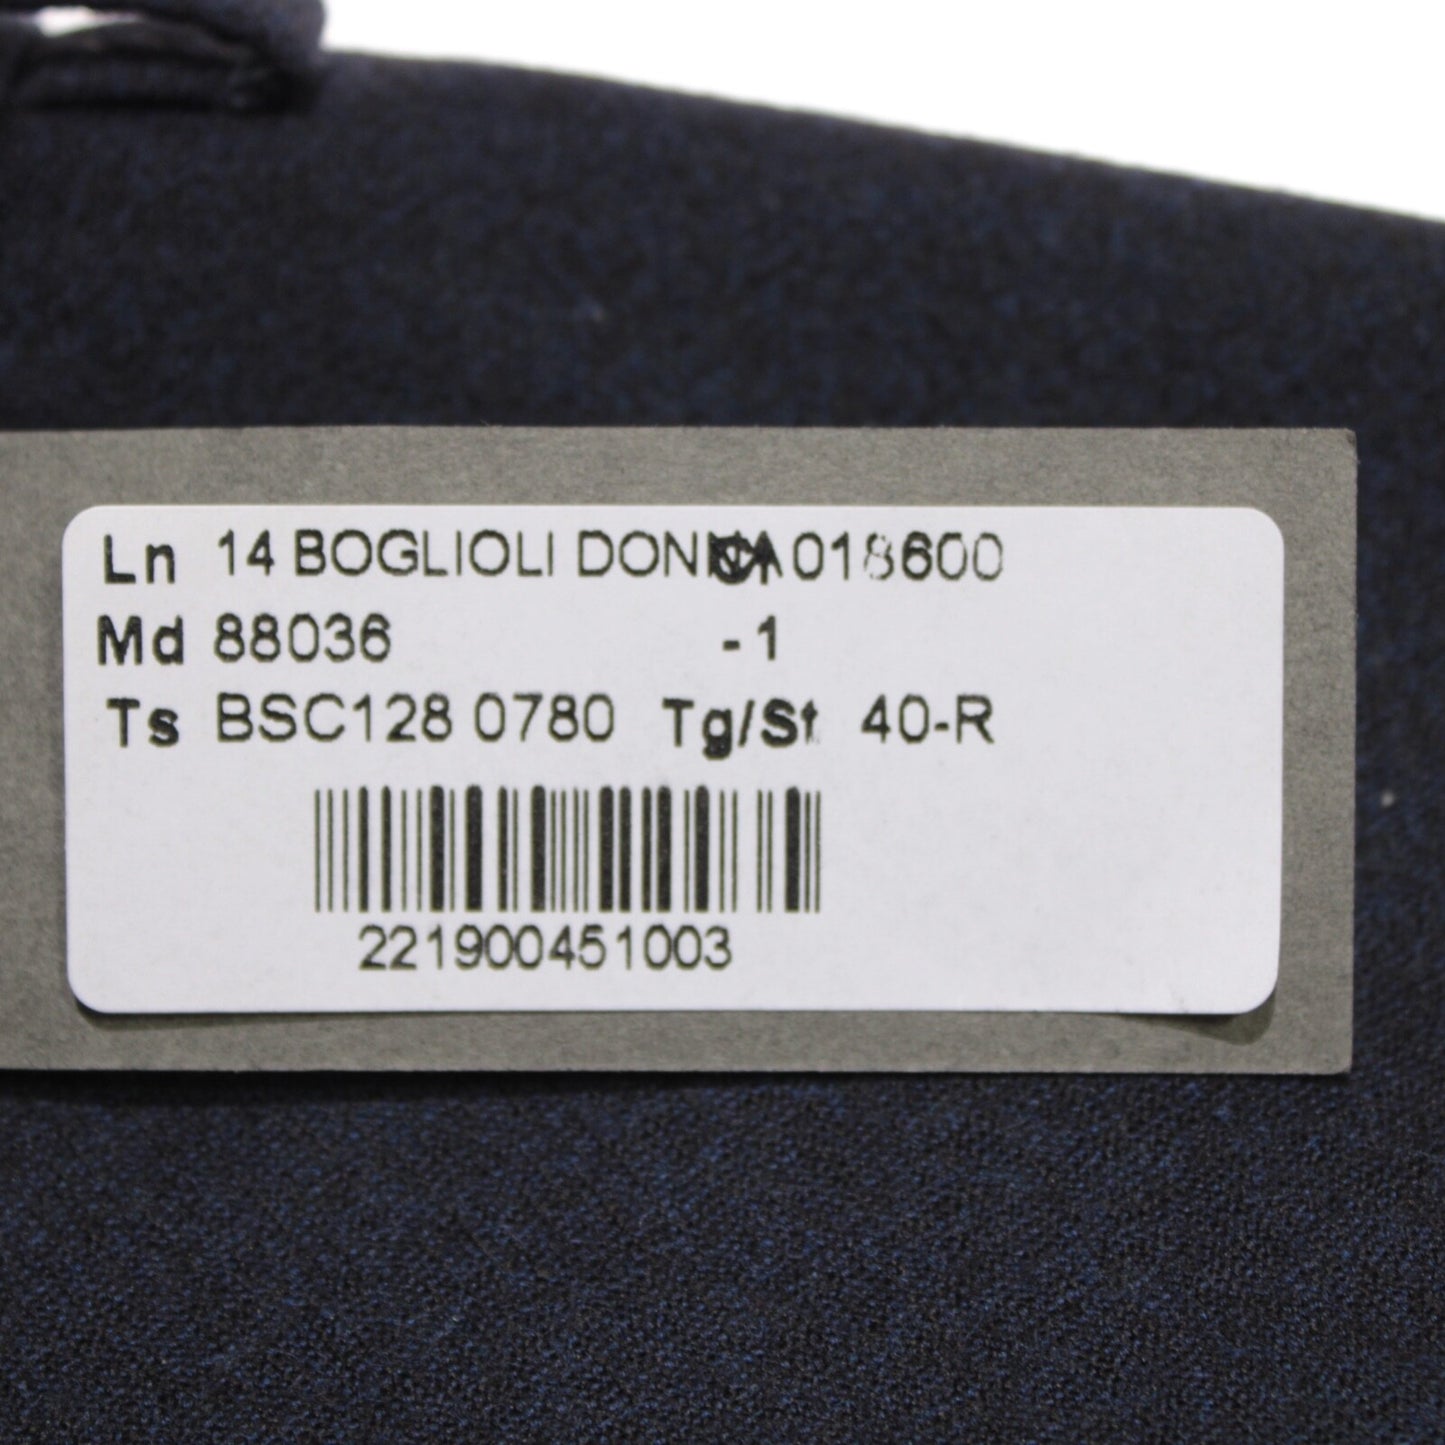 Ln 14 BOGLIOLI DONNA 018600
Md 88036 -1
Ts BSC128 0780 Tg/St 40-R
221900451003